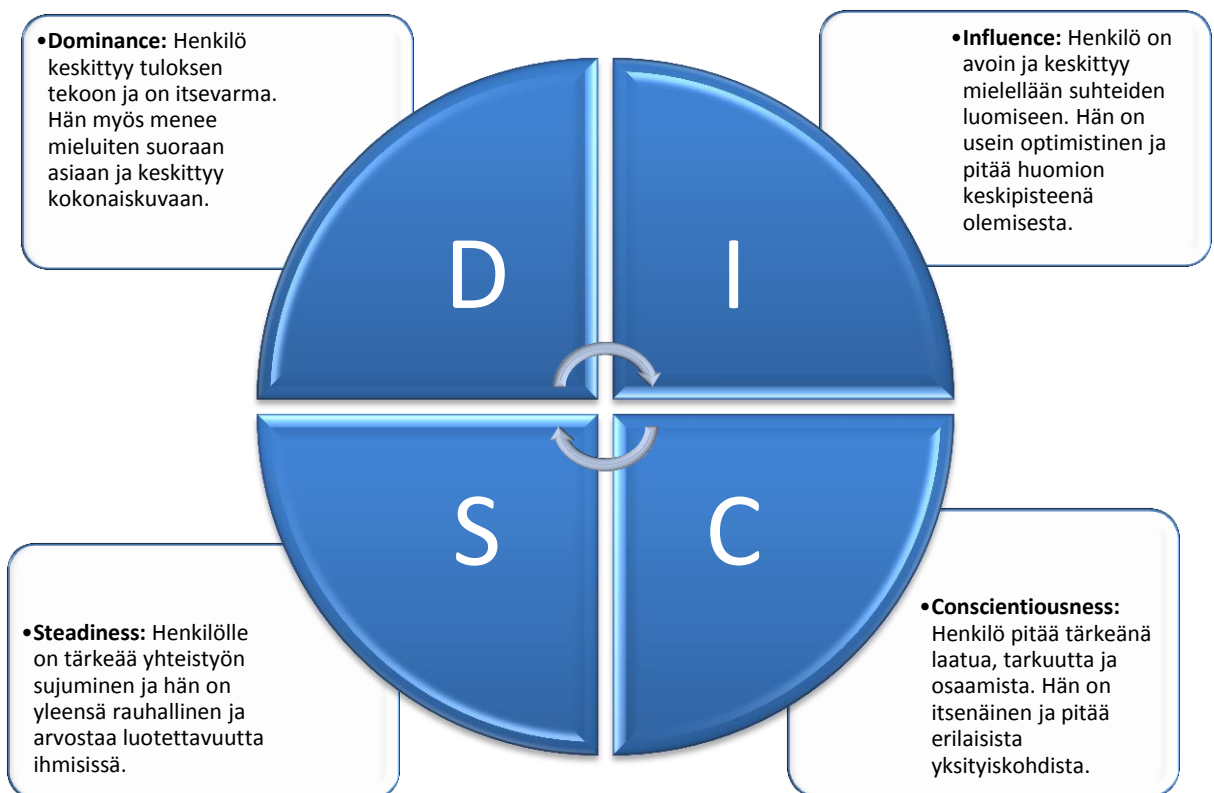 •Dominance: Henkilö
keskittyy tuloksen
tekoon ja on itsevarma.
Hän myös menee
mieluiten suoraan
asiaan ja keskittyy
kokonaiskuvaan.
•Influence: Henkilö on
avoin ja keskittyy
mielellään suhteiden
luomiseen. Hän on
usein optimistinen ja
pitää huomion
keskipisteenä
olemisesta.
D
I
S
C
•Steadiness: Henkilölle
on tärkeää yhteistyön
sujuminen ja hän on
yleensä rauhallinen ja
arvostaa luotettavuutta
ihmisissä.
•Conscientiousness:
Henkilö pitää tärkeänä
laatua, tarkuutta ja
osaamista. Hän on
itsenäinen ja pitää
erilaisista
yksityiskohdista.